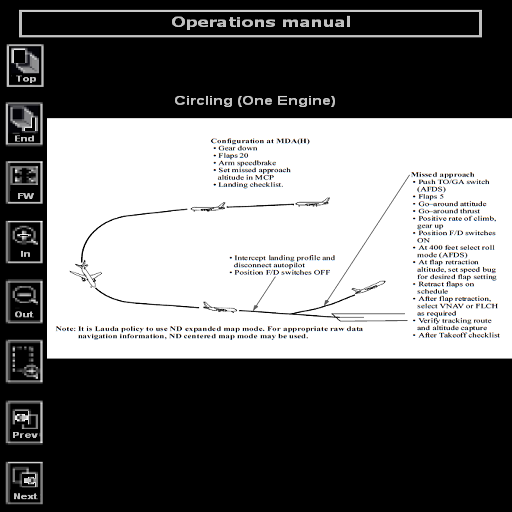 Operations manual
Top
End
FW
In
Out
Prev
Next
Circling (One Engine)
Configuration at MDA(H)
• Gear down
• Flaps 20
• Arm speedbrake
• Set missed approach
altitude in MCP
• Landing checklist.
• Intercept landing profile and
disconnect autopilot
• Position F/D switches OFF
Missed approach
• Push TO/GA switch
(AFDS)
• Flaps 5
• Go-around attitude
• Go-around thrust
• Positive rate of climb,
gear up
• Position F/D switches
ON
• At 400 feet select roll
mode (AFDS)
• At flap retraction
altitude, set speed bug
for desired flap setting
• Retract flaps on
schedule
• After flap retraction,
select VNAV or FLCH
as required
• Verify tracking route
and altitude capture
• After Takeoff checklist
Note: It is Lauda policy to use ND expanded map mode. For appropriate raw data
navigation information, ND centered map mode may be used.